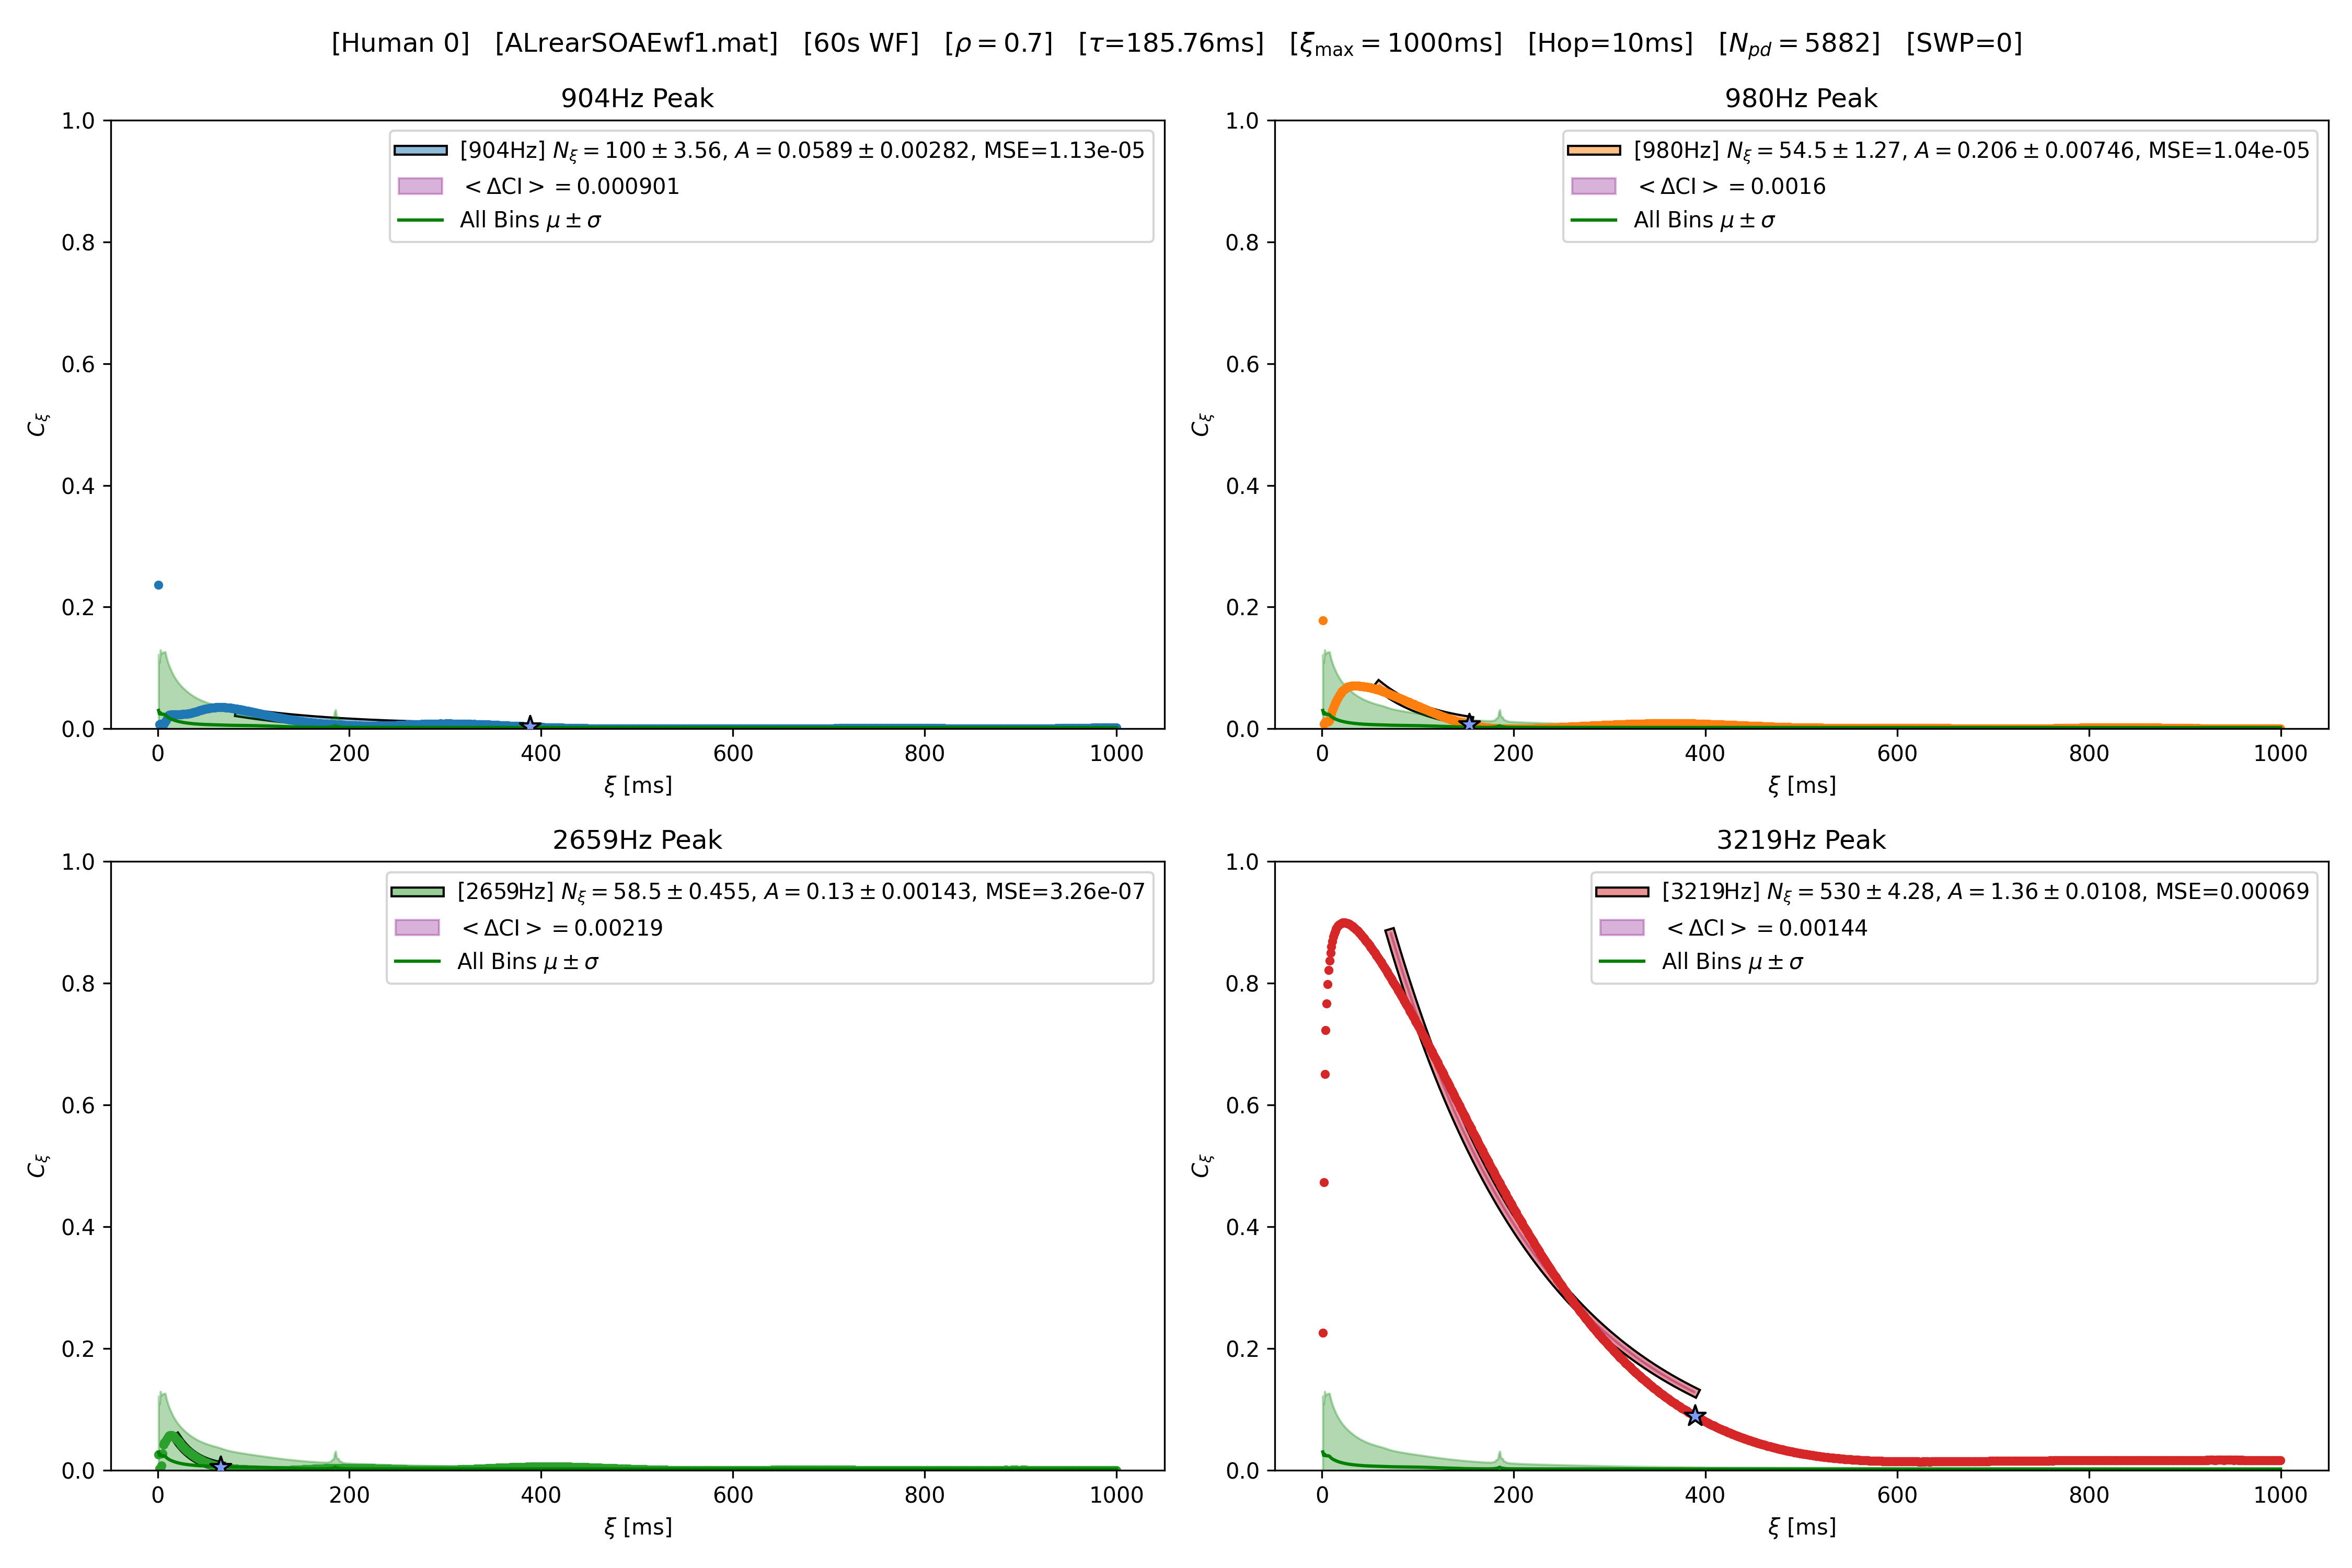 [Human 0]   [ALrearSOAEwf1.mat]   [60s WF]   [ρ = 0.7]   [τ=185.76ms]   [ξmax = 1000ms]   [Hop=10ms]   [Npd = 5882]   [SWP=0]
904Hz Peak
1.0
0.8
0.6
0.4
0.2
0.0
Cξ
[904Hz] Nξ = 100 ± 3.56, A = 0.0589 ± 0.00282, MSE=1.13e-05
< ΔCI > = 0.000901
All Bins μ ± σ
0 200 400 600 800 1000
ξ [ms]
980Hz Peak
1.0
0.8
0.6
0.4
0.2
0.0
Cξ
[980Hz] Nξ = 54.5 ± 1.27, A = 0.206 ± 0.00746, MSE=1.04e-05
< ΔCI > = 0.0016
All Bins μ ± σ
0 200 400 600 800 1000
ξ [ms]
2659Hz Peak
1.0
0.8
0.6
0.4
0.2
0.0
Cξ
[2659Hz] Nξ = 58.5 ± 0.455, A = 0.13 ± 0.00143, MSE=3.26e-07
< ΔCI > = 0.00219
All Bins μ ± σ
0 200 400 600 800 1000
ξ [ms]
3219Hz Peak
1.0
0.8
0.6
0.4
0.2
0.0
Cξ
[3219Hz] Nξ = 530 ± 4.28, A = 1.36 ± 0.0108, MSE=0.00069
< ΔCI > = 0.00144
All Bins μ ± σ
0 200 400 600 800 1000
ξ [ms]